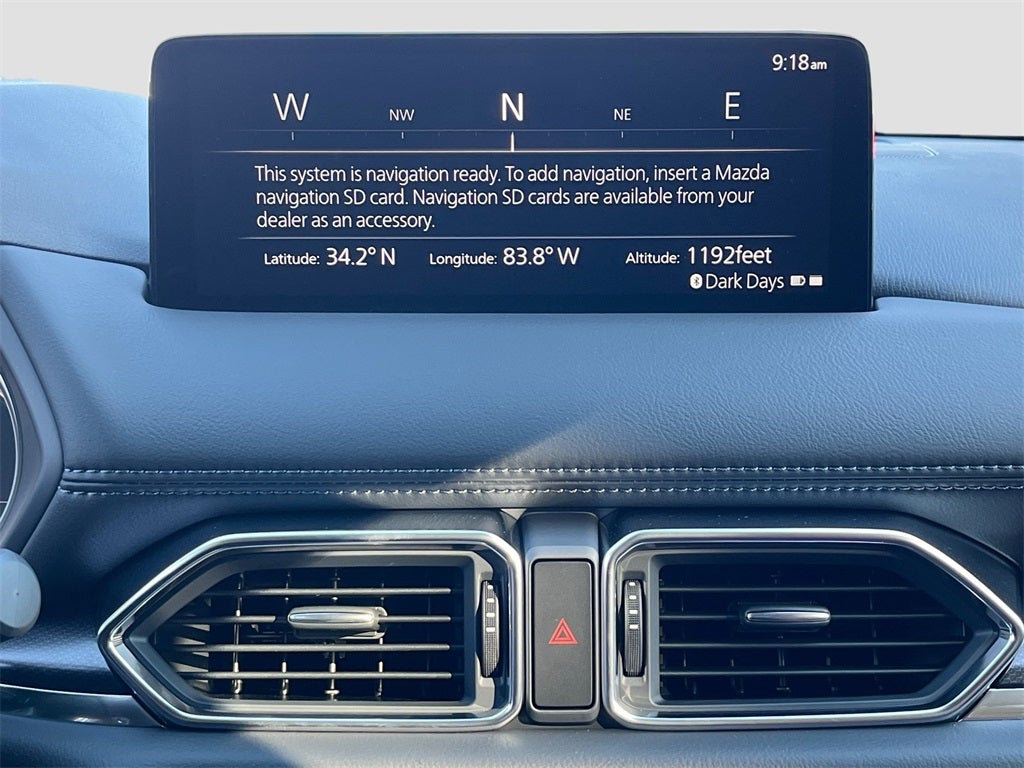 9:18am
W NW N NE E
This system is navigation ready. To add navigation, insert a Mazda
navigation SD card. Navigation SD cards are available from your
dealer as an accessory.
Latitude: 34.2° N Longitude: 83.8° W Altitude: 1192feet
Dark Days